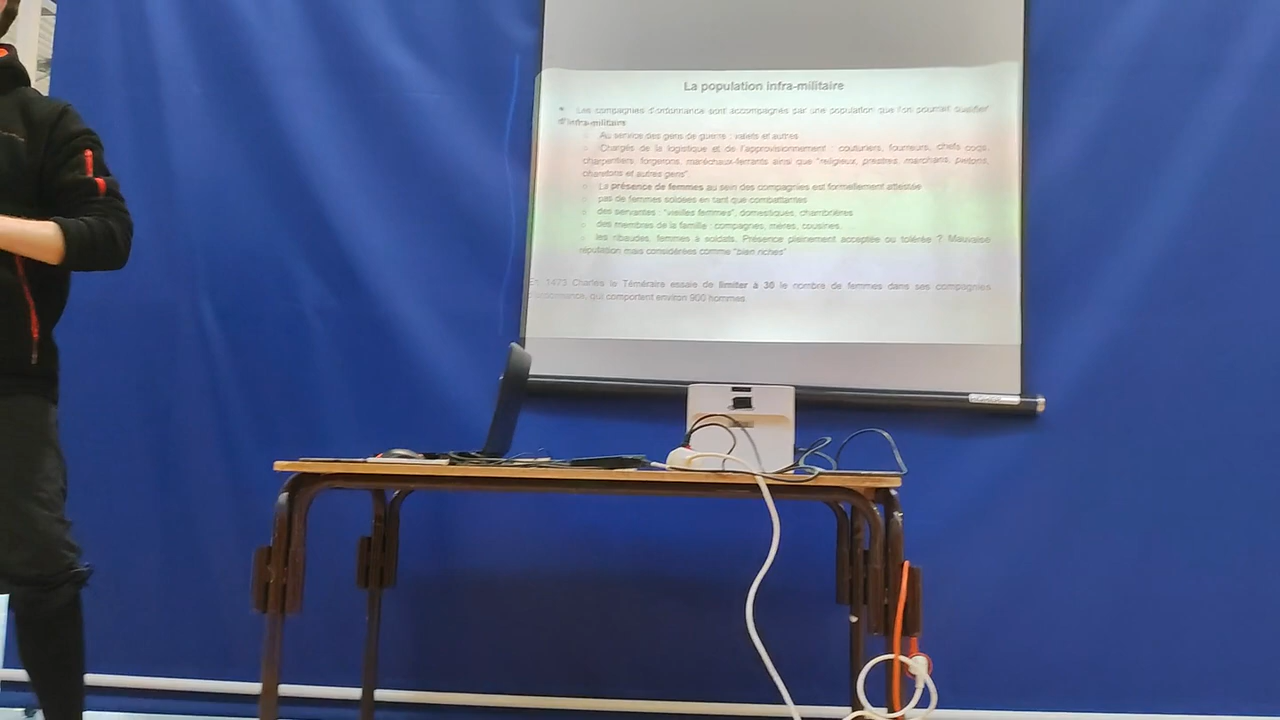 La population infra-militaire
Les compagnies d'ordonnance sont accompagnés par une population que l'on pourrait qualifier
d'infra-militaire
Au service des gens de guerre : valets et autres
Chargés de la logistique et de l'approvisionnement : couturiers, fourreurs, chefs coqs,
charpentiers, forgerons, maréchaux-ferrants ainsi que "religieux, prestres, marchans, pietons,
charetons et autres gens".
La présence de femmes au sein des compagnies est formellement attestée
pas de femmes soldées en tant que combattantes
des servantes : "vieilles femmes", domestiques, chambrières
des membres de la famille : compagnes, mères, cousines.
les ribaudes, femmes à soldats. Présence pleinement acceptée ou tolérée ? Mauvaise
réputation mais considérées comme "bien riches"
En 1473 Charles le Téméraire essaie de limiter à 30 le nombre de femmes dans ses compagnies
d'ordonnance, qui comportent environ 900 hommes.